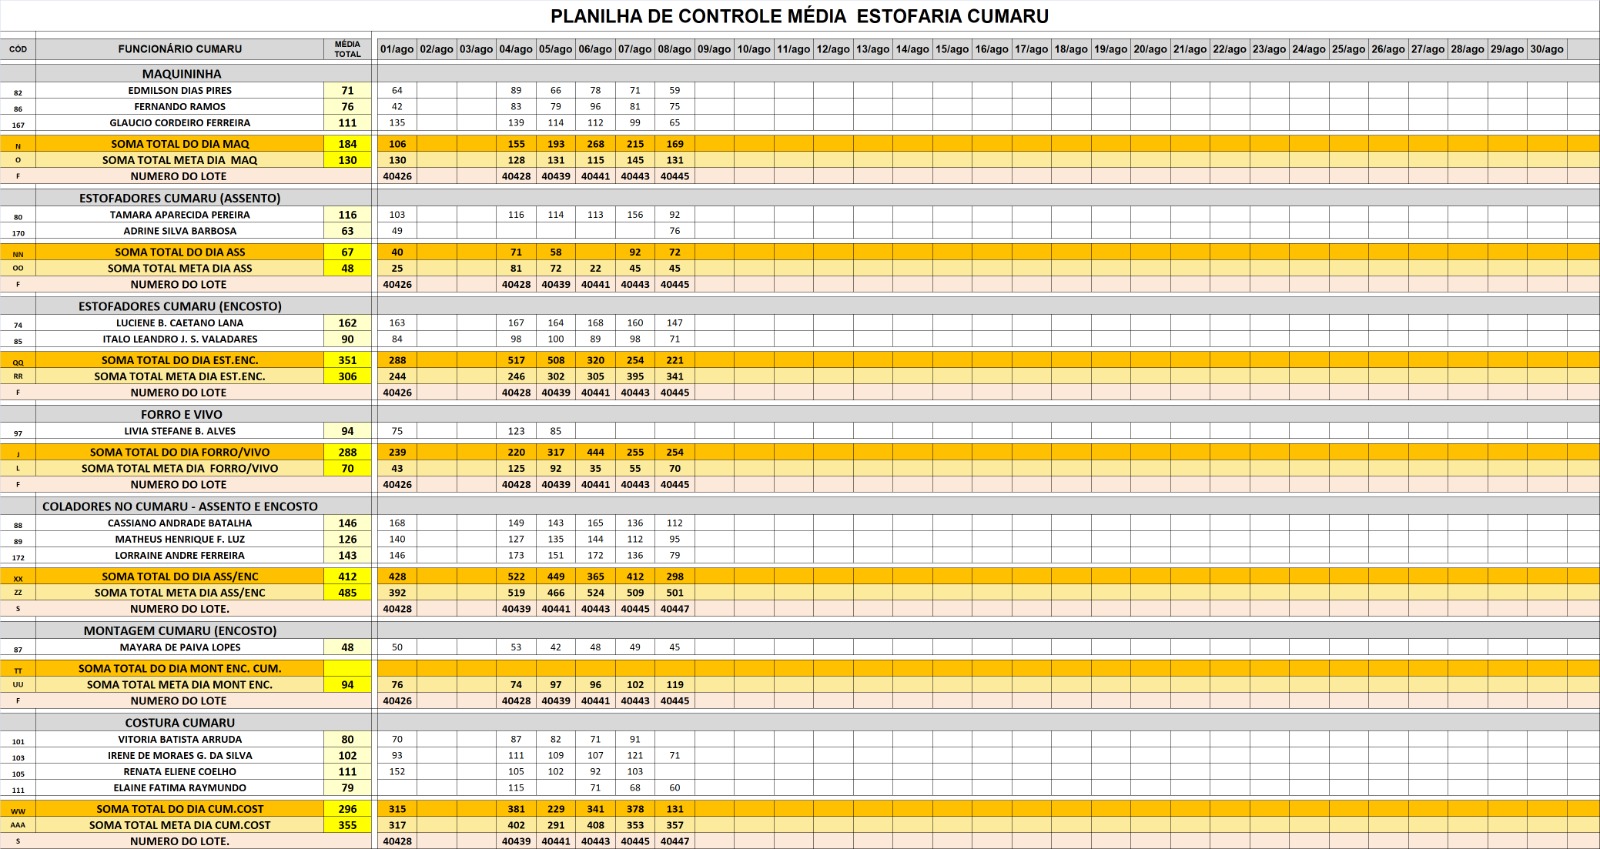 PLANILHA DE CONTROLE MÉDIA ESTOFARIA CUMARU
CÓD FUNCIONÁRIO CUMARU MÉDIA TOTAL 01/ago 02/ago 03/ago 04/ago 05/ago 06/ago 07/ago 08/ago 09/ago 10/ago 11/ago 12/ago 13/ago 14/ago 15/ago 16/ago 17/ago 18/ago 19/ago 20/ago 21/ago 22/ago 23/ago 24/ago 25/ago 26/ago 27/ago 28/ago 29/ago 30/ago
MAQUININHA
82 EDMILSON DIAS PIRES 71 64 89 66 78 71 59
86 FERNANDO RAMOS 76 42 83 79 96 81 75
167 GLAUCIO CORDEIRO FERREIRA 111 135 139 114 112 99 65
N SOMA TOTAL DO DIA MAQ 184 106 155 193 268 215 169
O SOMA TOTAL META DIA MAQ 130 130 128 131 115 145 131
F NUMERO DO LOTE 40426 40428 40439 40441 40443 40445
ESTOFADORES CUMARU (ASSENTO)
80 TAMARA APARECIDA PEREIRA 116 103 116 114 113 156 92
170 ADRINE SILVA BARBOSA 63 49 76
NN SOMA TOTAL DO DIA ASS 67 40 71 58 92 72
OO SOMA TOTAL META DIA ASS 48 25 81 72 22 45 45
F NUMERO DO LOTE 40426 40428 40439 40441 40443 40445
ESTOFADORES CUMARU (ENCOSTO)
74 LUCIENE B. CAETANO LANA 162 163 167 164 168 160 147
85 ITALO LEANDRO J. S. VALADARES 90 84 98 100 89 98 71
QQ SOMA TOTAL DO DIA EST.ENC. 351 288 517 508 320 254 221
RR SOMA TOTAL META DIA EST.ENC. 306 244 246 302 305 395 341
F NUMERO DO LOTE 40426 40428 40439 40441 40443 40445
FORRO E VIVO
97 LIVIA STEFANE B. ALVES 94 75 123 85
J SOMA TOTAL DO DIA FORRO/VIVO 288 239 220 317 444 255 254
L SOMA TOTAL META DIA FORRO/VIVO 70 43 125 92 35 55 70
F NUMERO DO LOTE 40426 40428 40439 40441 40443 40445
COLADORES NO CUMARU - ASSENTO E ENCOSTO
88 CASSIANO ANDRADE BATALHA 146 168 149 143 165 136 112
89 MATHEUS HENRIQUE F. LUZ 126 140 127 135 144 112 95
172 LORRAINE ANDRE FERREIRA 143 146 173 151 172 136 79
XX SOMA TOTAL DO DIA ASS/ENC 412 428 522 449 365 412 298
ZZ SOMA TOTAL META DIA ASS/ENC 485 392 519 466 524 509 501
S NUMERO DO LOTE. 40428 40439 40441 40443 40445 40447
MONTAGEM CUMARU (ENCOSTO)
87 MAYARA DE PAIVA LOPES 48 50 53 42 48 49 45
TT SOMA TOTAL DO DIA MONT ENC. CUM.
UU SOMA TOTAL META DIA MONT ENC. 94 76 74 97 96 102 119
F NUMERO DO LOTE 40426 40428 40439 40441 40443 40445
COSTURA CUMARU
101 VITORIA BATISTA ARRUDA 80 70 87 82 71 91
103 IRENE DE MORAES G. DA SILVA 102 93 111 109 107 121 71
105 RENATA ELIENE COELHO 111 152 105 102 92 103
111 ELAINE FATIMA RAYMUNDO 79 115 71 68 60
WW SOMA TOTAL DO DIA CUM.COST 296 315 381 229 341 378 131
AAA SOMA TOTAL META DIA CUM.COST 355 317 402 291 408 353 357
S NUMERO DO LOTE. 40428 40439 40441 40443 40445 40447